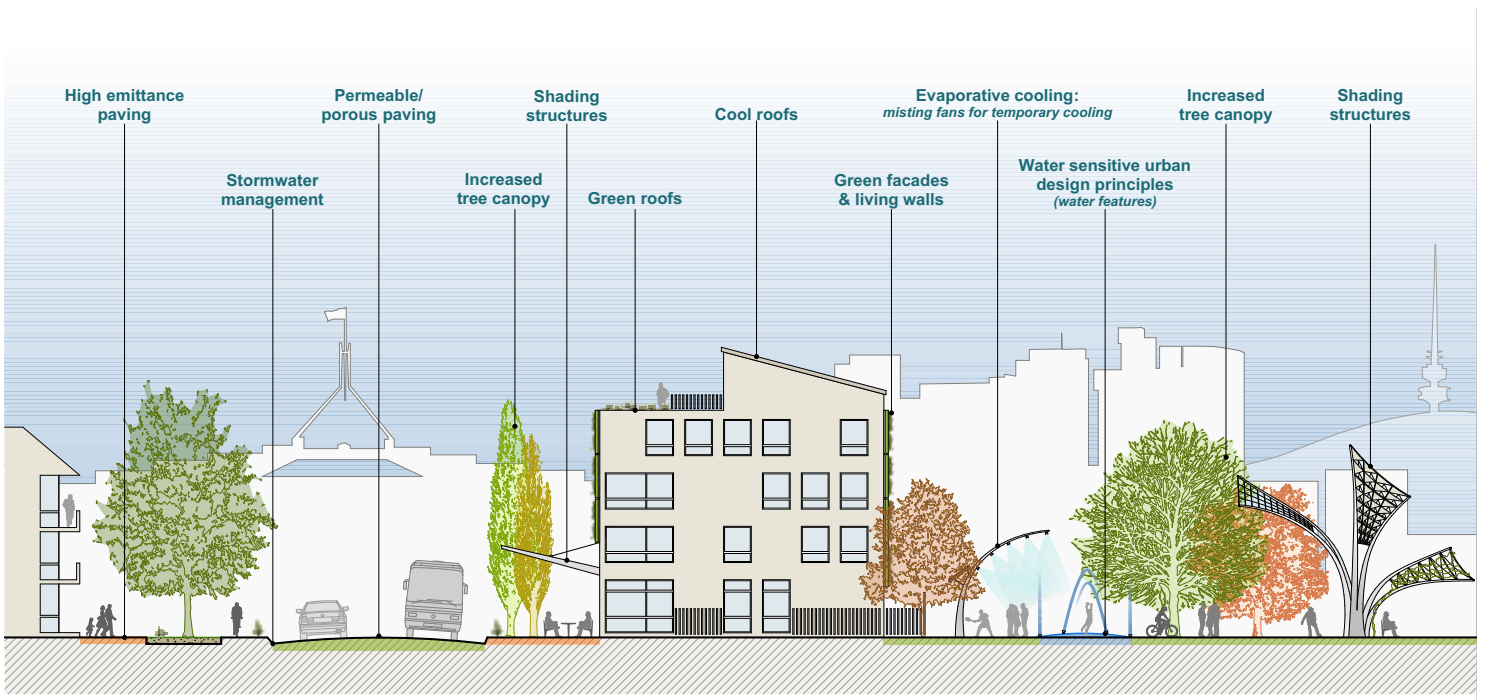 High emittance
paving
Permeable/
porous paving
Shading
structures
Cool roofs
Evaporative cooling:
misting fans for temporary cooling
Increased
tree canopy
Shading
structures
Stormwater
management
Increased
tree canopy
Green roofs
Green facades
& living walls
Water sensitive urban
design principles
(water features)